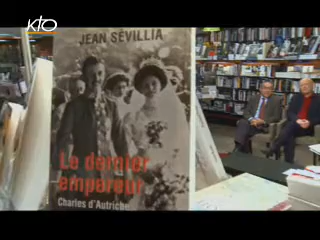 KTO
JEAN SÉVILLIA
Le dernier
empereur
Charles d'Autriche